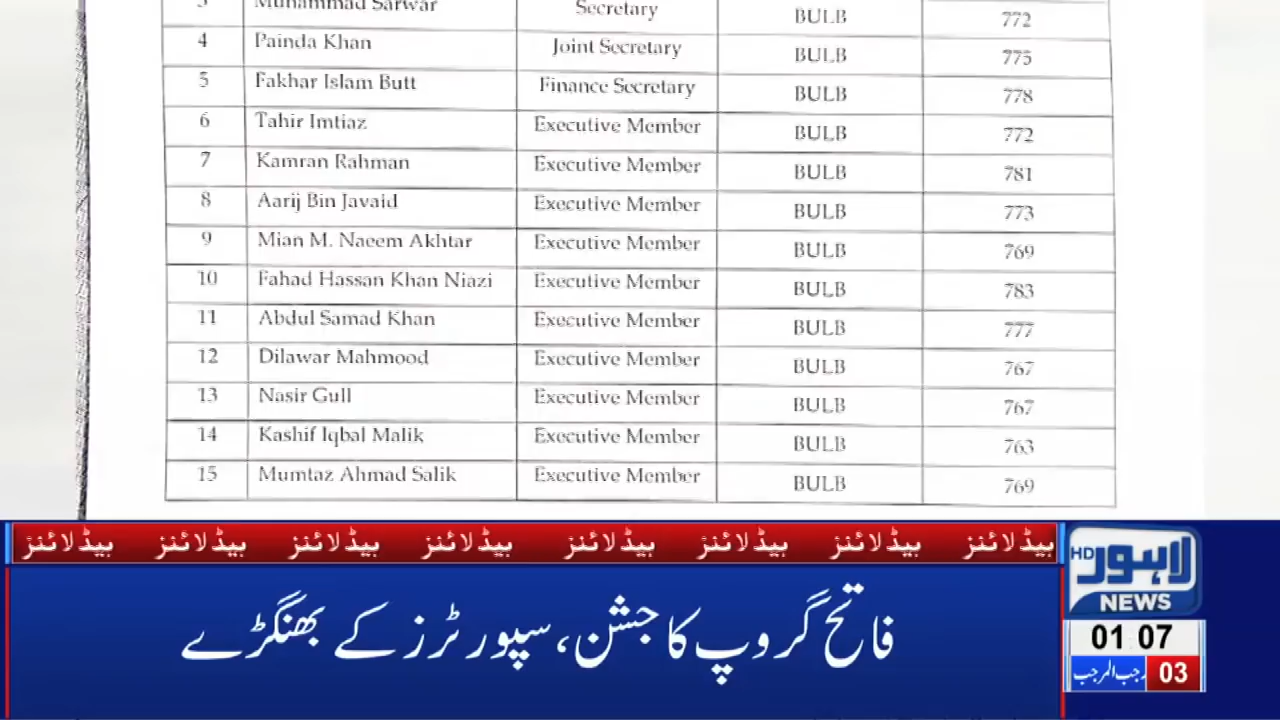 3 Muhammad Sarwar Secretary BULB 772
4 Painda Khan Joint Secretary BULB 775
5 Fakhar Islam Butt Finance Secretary BULB 778
6 Tahir Imtiaz Executive Member BULB 772
7 Kamran Rahman Executive Member BULB 781
8 Aarij Bin Javaid Executive Member BULB 773
9 Mian M. Naeem Akhtar Executive Member BULB 769
10 Fahad Hassan Khan Niazi Executive Member BULB 783
11 Abdul Samad Khan Executive Member BULB 777
12 Dilawar Mahmood Executive Member BULB 767
13 Nasir Gull Executive Member BULB 767
14 Kashif Iqbal Malik Executive Member BULB 763
15 Mumtaz Ahmad Salik Executive Member BULB 769
ہیڈلائنز ہیڈلائنز ہیڈلائنز ہیڈلائنز ہیڈلائنز ہیڈلائنز ہیڈلائنز ہیڈلائنز
فاتح گروپ کا جشن، سپورٹرز کے بھنگڑے
لاہور HD
NEWS
01 07
03 رجب المرجب